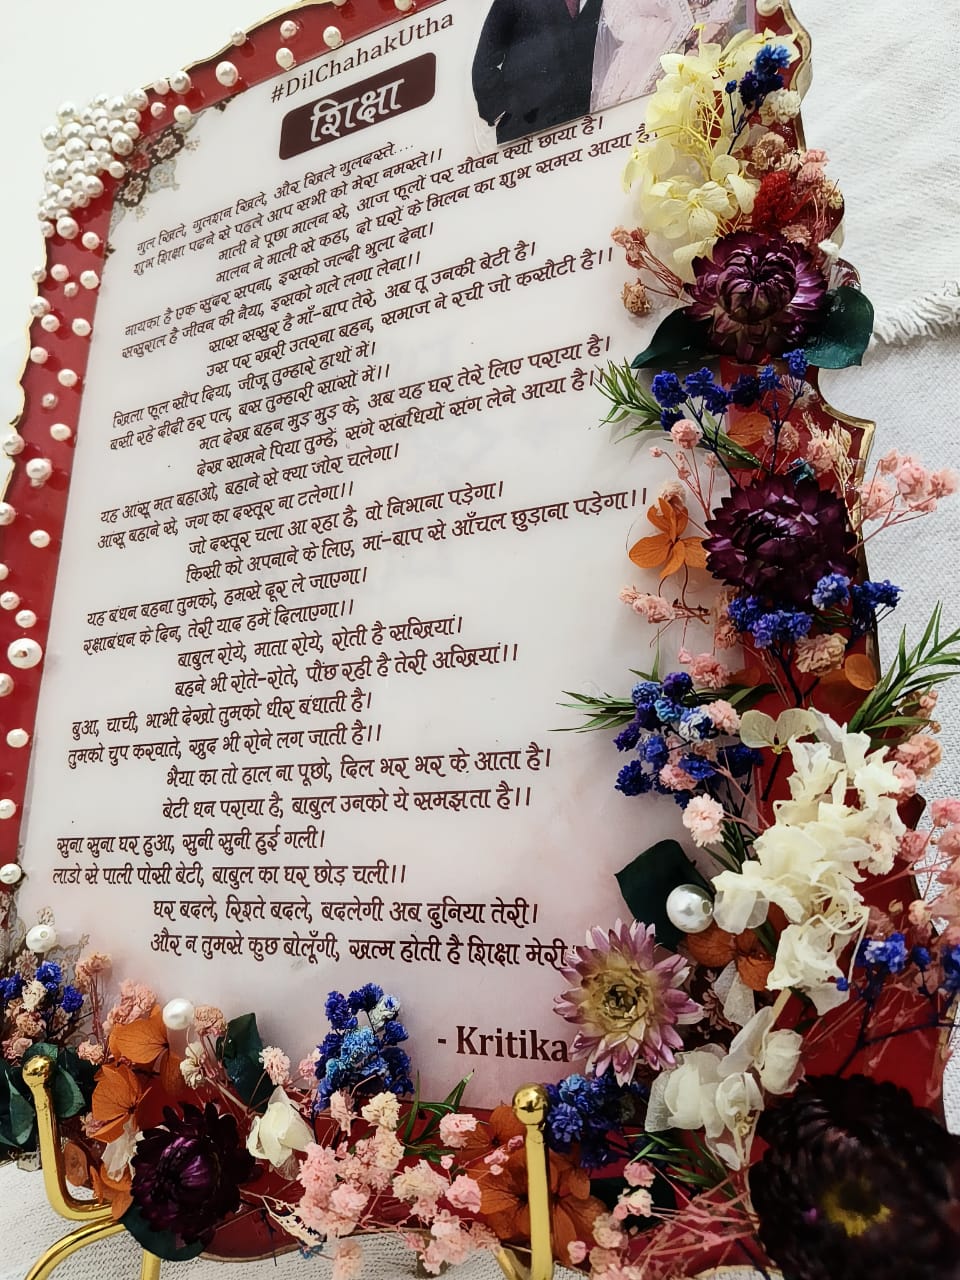 #DilChahakUtha
शिक्षा
गुल खिले, गुलशन खिले, और खिले गुलदस्ते....
शुभ शिक्षा पढने से पहले आप सभी को मेरा नमस्ते।।
माली ने पूछा मालन से, आज फूलों पर यौवन क्यों छाया है।
मालन ने माली से कहा, दो घरों के मिलन का शुभ समय आया है।
मायका है एक सुंदर सपना, इसको जल्दी भुला देना।
ससुराल है जीवन की नैया, इसको गले लगा लेना।।
सास ससुर है माँ-बाप तेरे, अब तू उनकी बेटी है।
उस पर खरी उतरना बहन, समाज ने रची जो कसौटी है।।
खिला फूल सौंप दिया, जीजू तुम्हारे हाथों में।
बसी रहे दीदी हर पल, बस तुम्हारी सासों में।।
मत देख बहन मुड़ मुड़ के, अब यह घर तेरे लिए पराया है।
देख सामने पिया तुम्हें, संगे संबंधियों संग लेने आया है।
यह आंसू मत बहाओ, बहाने से क्या जोर चलेगा।
आंसू बहाने से, जग का दस्तूर ना टलेगा।।
जो दस्तूर चला आ रहा है, वो निभाना पड़ेगा।
किसी को अपनाने के लिए, मां-बाप से आँचल छुड़ाना पड़ेगा।।
यह बंधन बहना तुमको, हमसे दूर ले जाएगा।
रक्षाबंधन के दिन, तेरी याद हमें दिलाएगा।।
बाबुल रोये, माता रोये, रोती है सखियां।
बहने भी रोते-रोते, पौंछ रही है तेरी अखियां।।
बुआ, चाची, भाभी देखो तुमको धीर बंधाती है।
तुमको चुप करवाते, खुद भी रोने लग जाती है।।
भैया का तो हाल ना पूछो, दिल भर भर के आता है।
बेटी धन पराया है, बाबुल उनको ये समझता है।।
सुना सुना घर हुआ, सुनी सुनी हुई गली।
लाडो से पाली पोसी बेटी, बाबुल का घर छोड़ चली।।
घर बदले, रिश्ते बदले, बदलेगी अब दुनिया तेरी।
और न तुमसे कुछ बोलूँगी, खत्म होती है शिक्षा मेरी
- Kritika